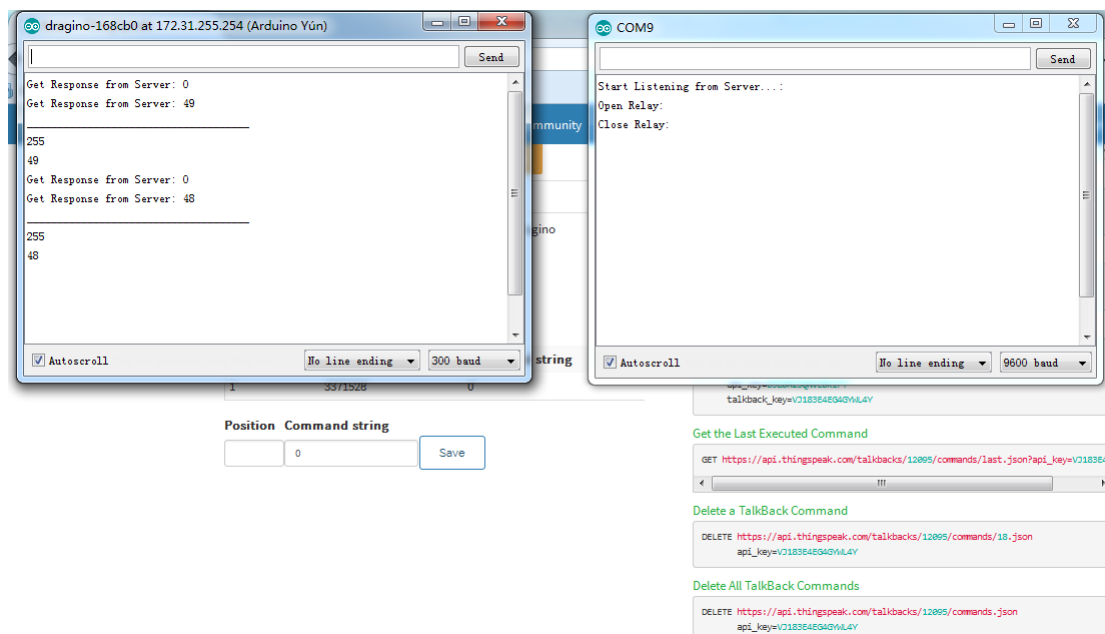 dragino-168cb0 at 172.31.255.254 (Arduino Yún)
Send
Get Response from Server: 0
Get Response from Server: 49
255
49
Get Response from Server: 0
Get Response from Server: 48
255
48
Autoscroll
No line ending
300 baud
COM9
Send
Start Listening from Server...:
Open Relay:
Close Relay:
Autoscroll
No line ending
9600 baud
mmunity
gino
string
1 3371528 0
Position Command string
0
Save
talkback_key=VJ183E4EG4GYWL4Y
Get the Last Executed Command
GET https://api.thingspeak.com/talkbacks/12095/commands/last.json?api_key=VJ183E4
Delete a TalkBack Command
DELETE https://api.thingspeak.com/talkbacks/12095/commands/18.json
api_key=VJ183E4EG4GYWL4Y
Delete All TalkBack Commands
DELETE https://api.thingspeak.com/talkbacks/12095/commands.json
api_key=VJ183E4EG4GYWL4Y